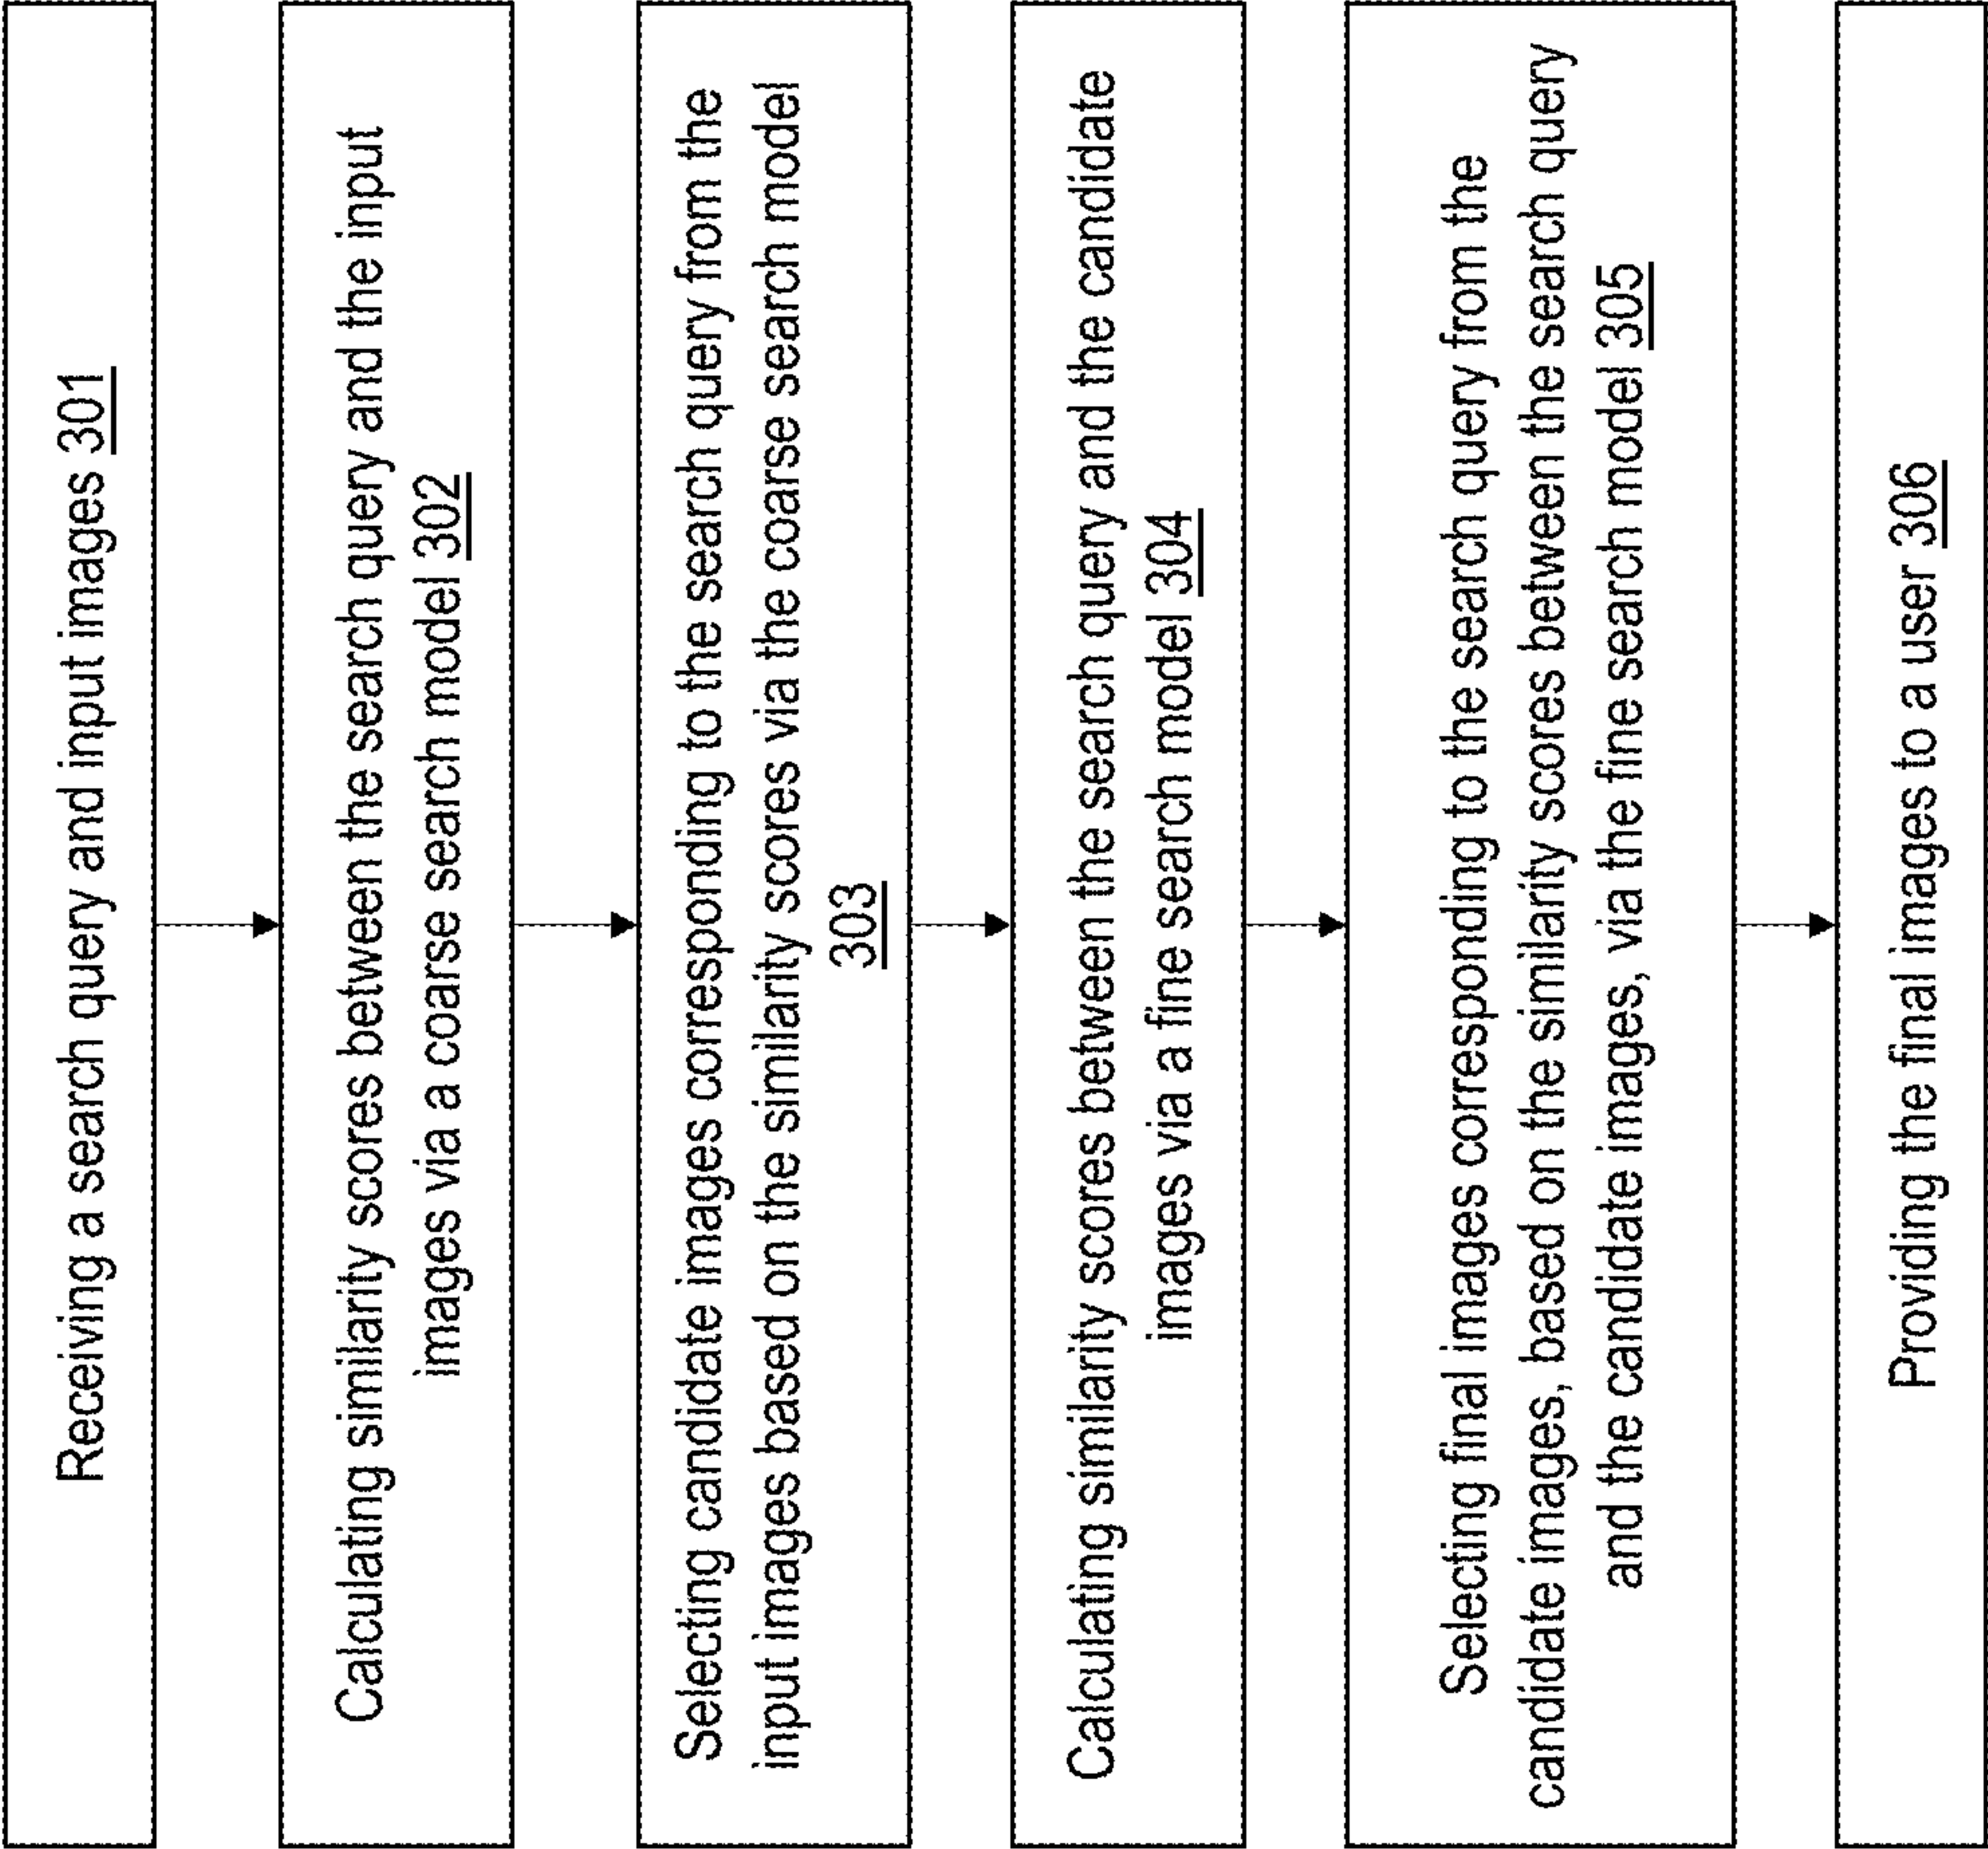 Receiving a search query and input images 301
Calculating similarity scores between the search query and the input
images via a coarse search model 302
Selecting candidate images corresponding to the search query from the
input images based on the similarity scores via the coarse search model
303
Calculating similarity scores between the search query and the candidate
images via a fine search model 304
Selecting final images corresponding to the search query from the
candidate images, based on the similarity scores between the search query
and the candidate images, via the fine search model 305
Providing the final images to a user 306